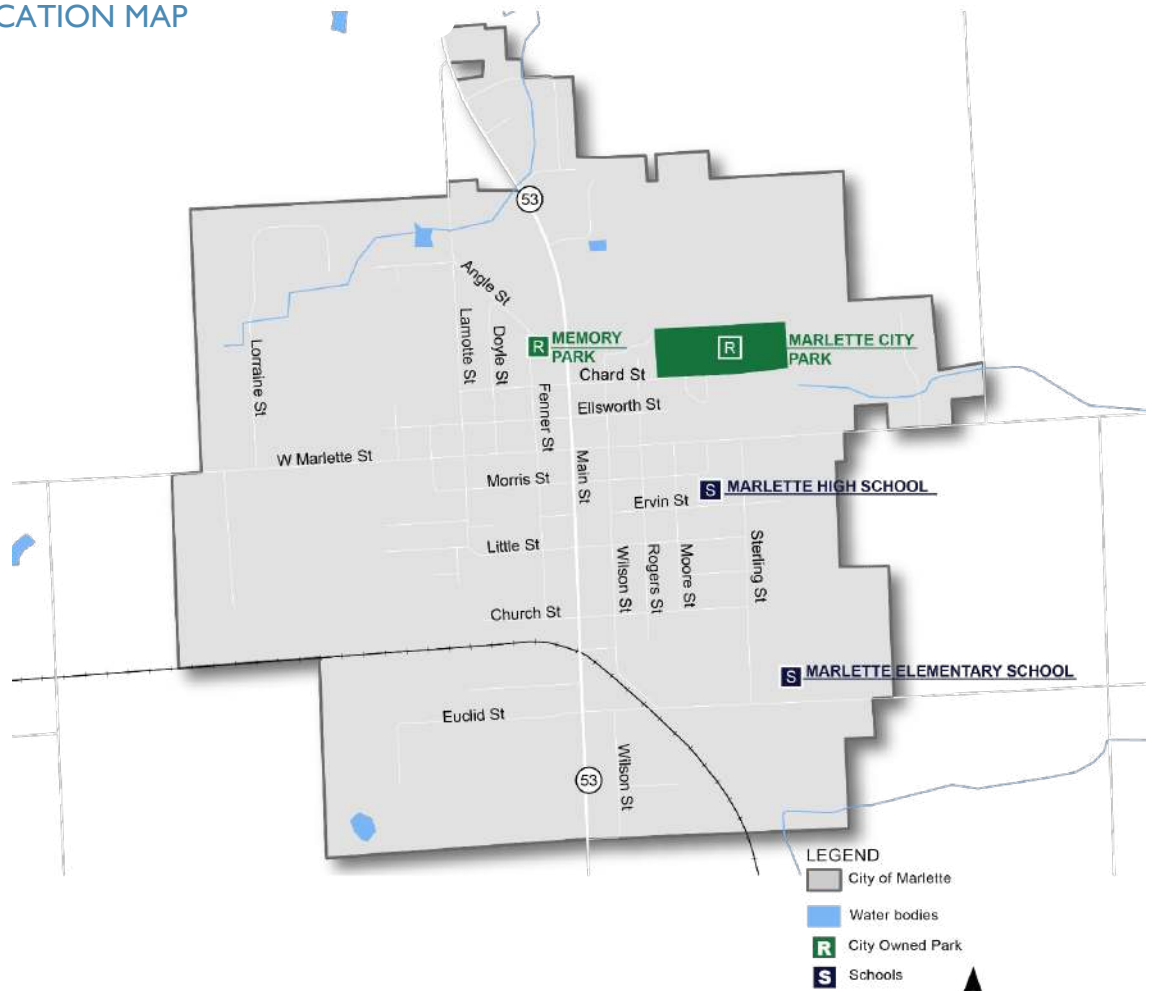 CATION MAP
53
Angle St
Lamotte St
Doyle St
R
MEMORY
PARK
R
MARLETTE CITY
PARK
Lorraine St
Chard St
Fenner St
Ellsworth St
W Marlette St
Main St
Morris St
S
MARLETTE HIGH SCHOOL
Ervin St
Little St
Wilson St
Rogers St
Moore St
Sterling St
Church St
S
MARLETTE ELEMENTARY SCHOOL
Euclid St
Wilson St
53
LEGEND
City of Marlette
Water bodies
R
City Owned Park
S
Schools